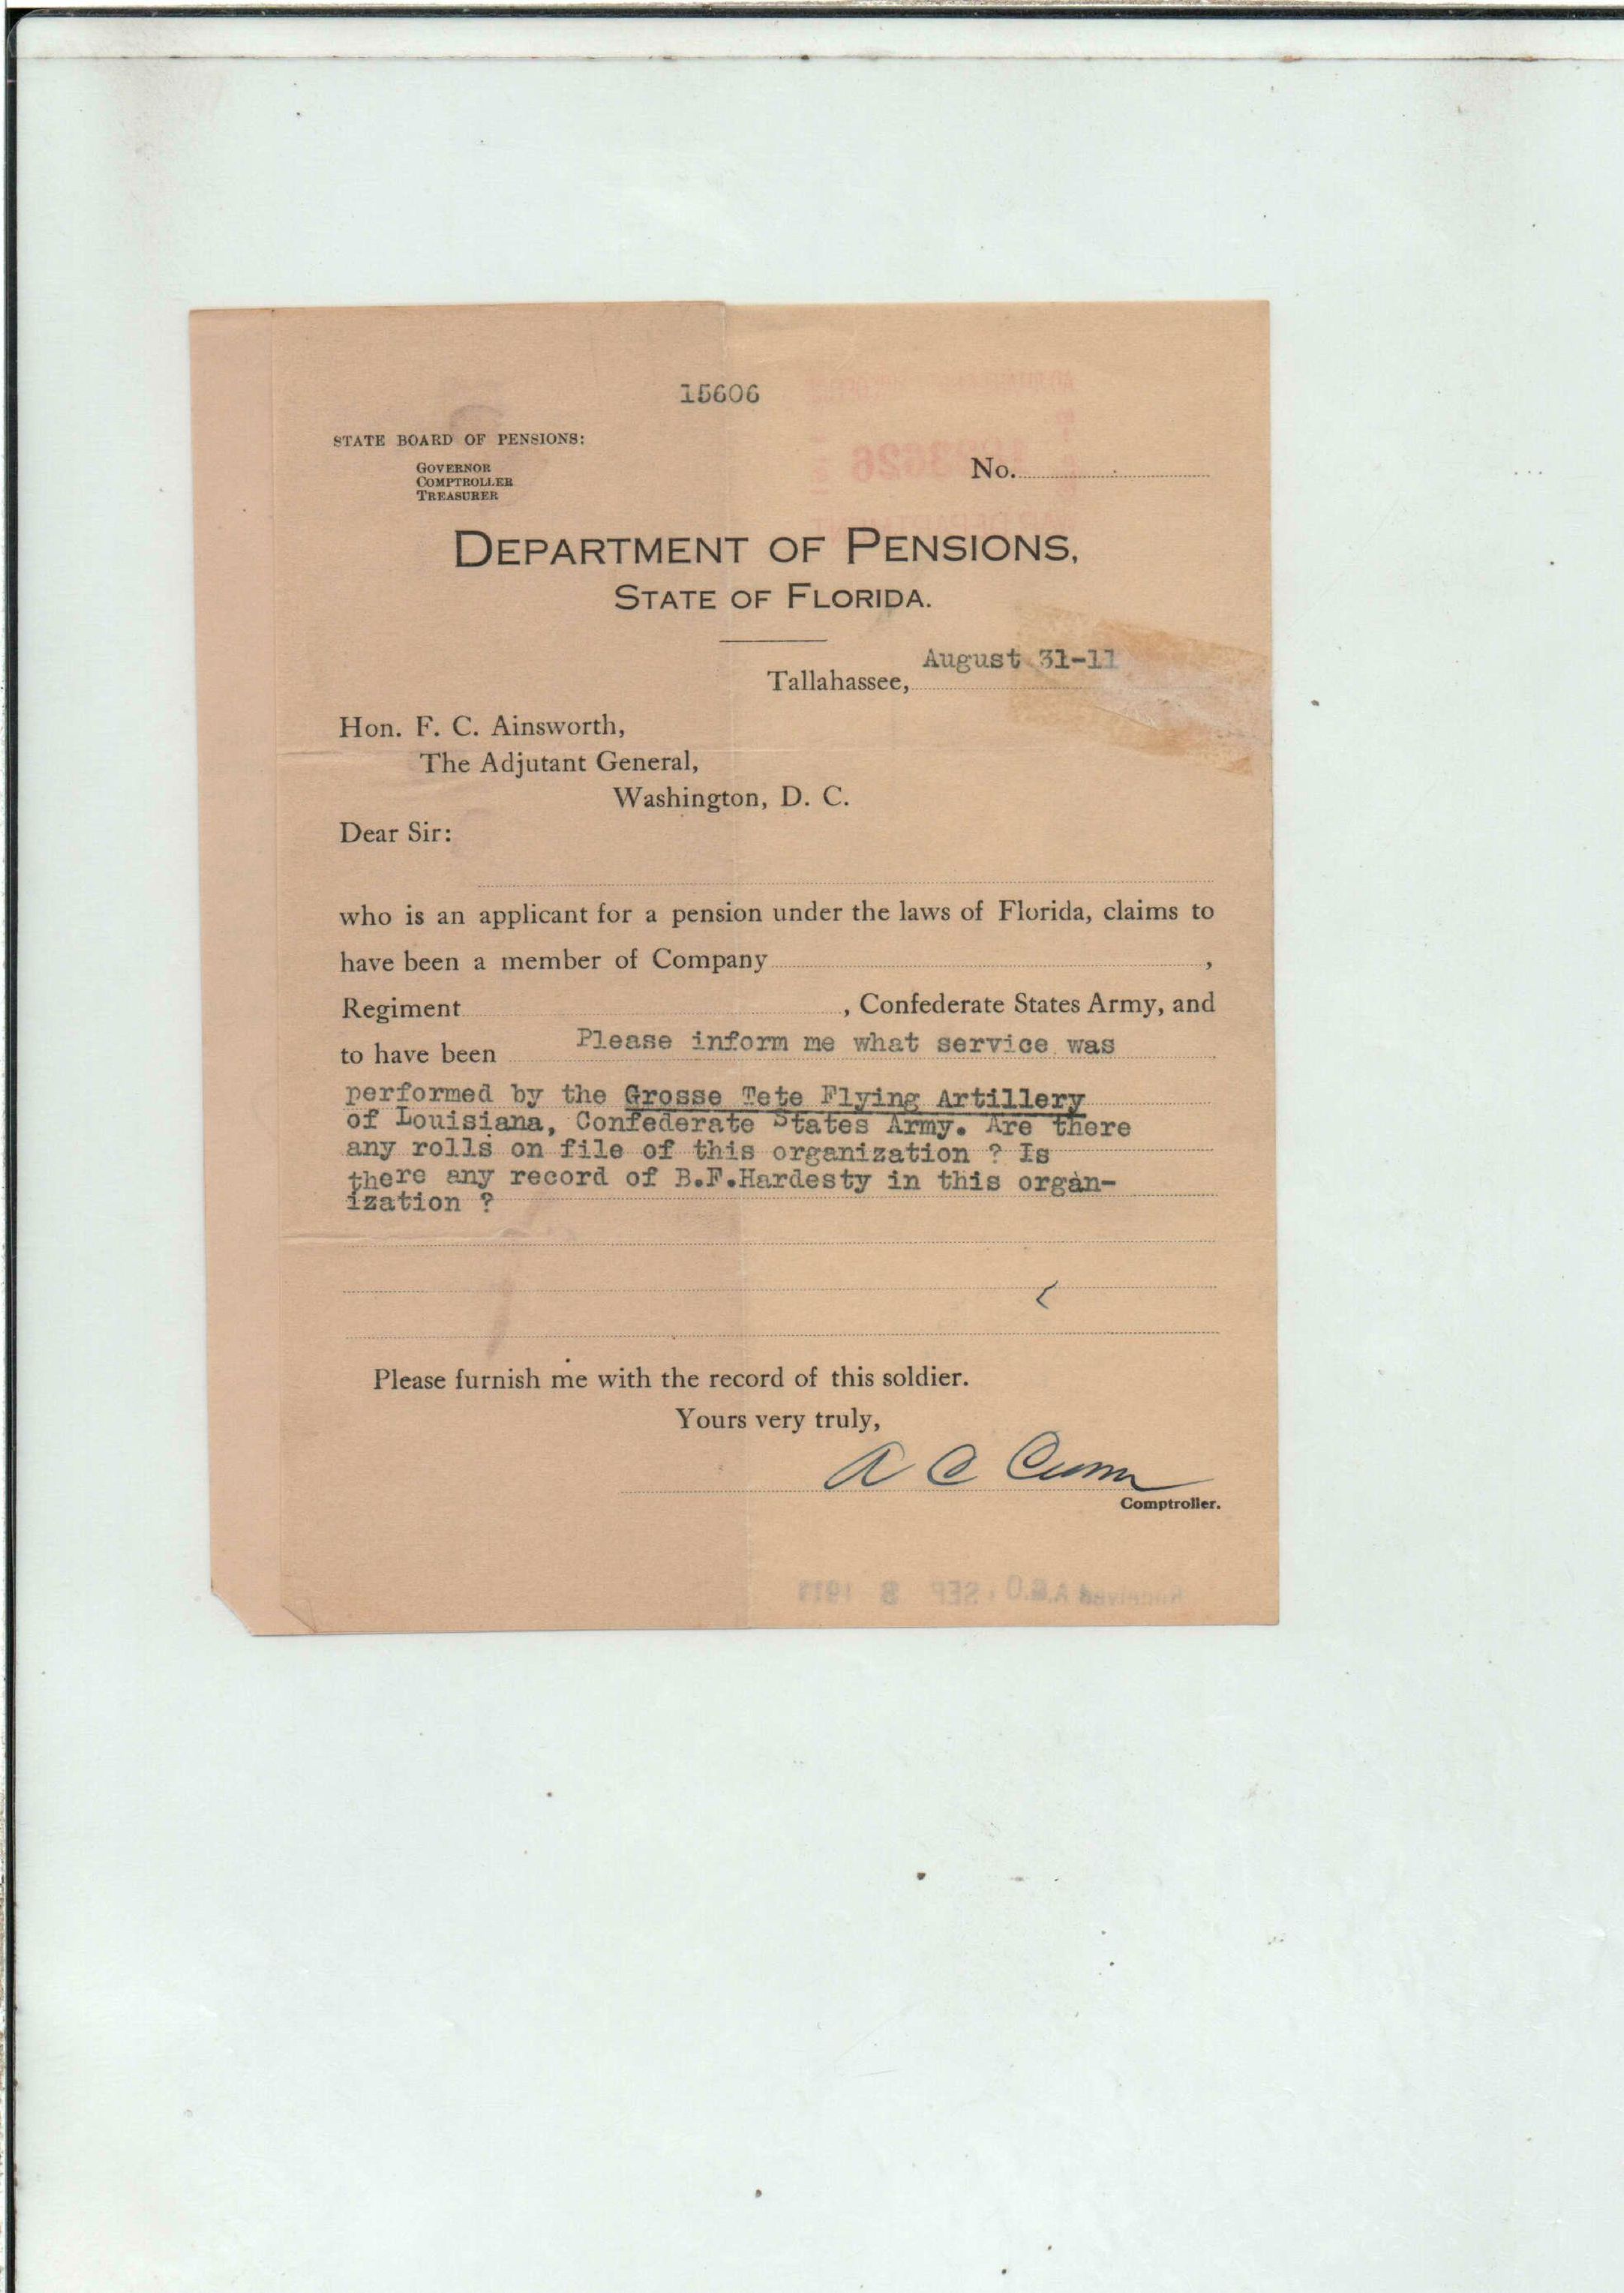 15606
STATE BOARD OF PENSIONS:
GOVERNOR
COMPTROLLER
TREASURER
No.
DEPARTMENT OF PENSIONS,
STATE OF FLORIDA.
August 31-11
Tallahassee,
Hon. F. C. Ainsworth,
The Adjutant General,
Washington, D. C.
Dear Sir:
who is an applicant for a pension under the laws of Florida, claims to
have been a member of Company ,
Regiment , Confederate States Army, and
to have been Please inform me what service was
performed by the Grosse Tete Flying Artillery
of Louisiana, Confederate States Army. Are there
any rolls on file of this organization ? Is
there any record of B.F.Hardesty in this organ-
ization ?
Please furnish me with the record of this soldier.
Yours very truly,
A C
Comptroller.
Received A.G.O. SEP 8 1911